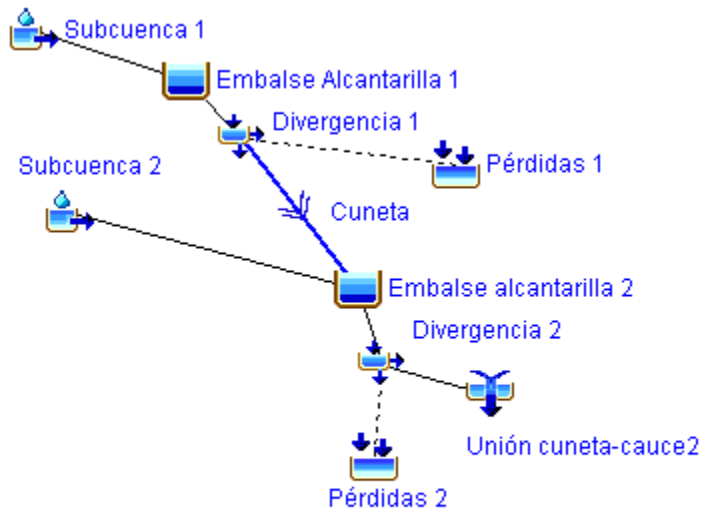 Subcuenca 1
Embalse Alcantarilla 1
Divergencia 1
Pérdidas 1
Subcuenca 2
Cuneta
Embalse alcantarilla 2
Divergencia 2
Unión cuneta-cauce2
Pérdidas 2